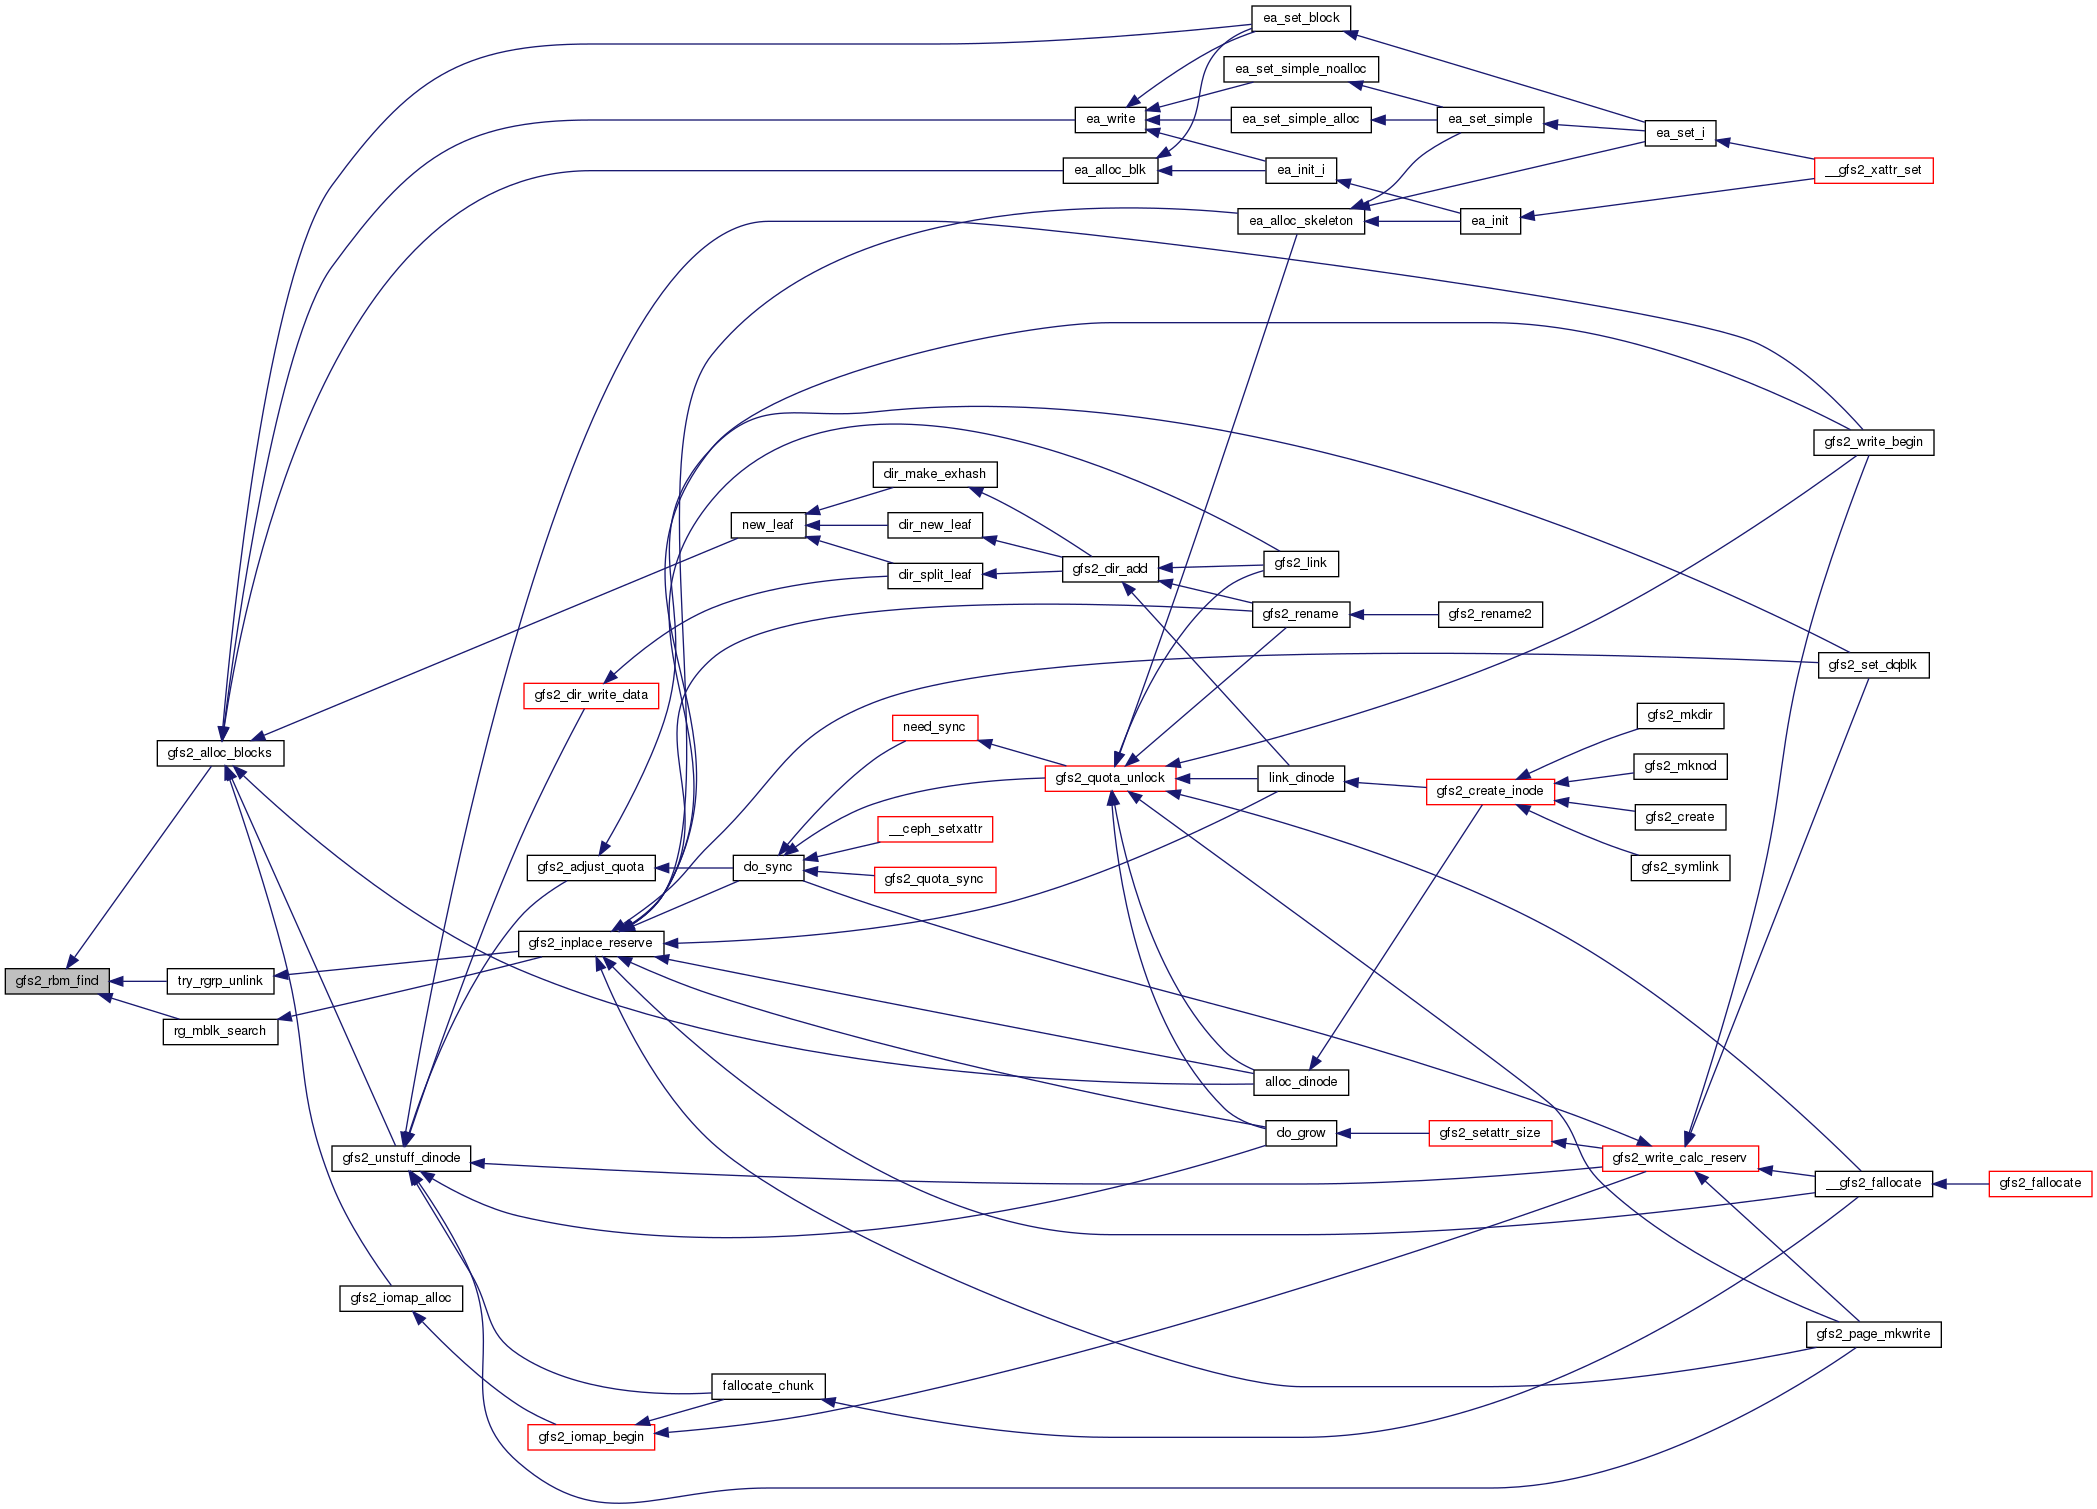 ea_set_block
ea_set_simple_noalloc
ea_write
ea_set_simple_alloc
ea_set_simple
ea_set_i
ea_alloc_blk
ea_init_i
__gfs2_xattr_set
ea_alloc_skeleton
ea_init
gfs2_write_begin
dir_make_exhash
new_leaf
dir_new_leaf
gfs2_link
gfs2_dir_add
dir_split_leaf
gfs2_rename
gfs2_rename2
gfs2_set_dqblk
gfs2_dir_write_data
gfs2_mkdir
need_sync
gfs2_alloc_blocks
gfs2_mknod
gfs2_quota_unlock
link_dinode
gfs2_create_inode
gfs2_create
__ceph_setxattr
gfs2_adjust_quota
do_sync
gfs2_symlink
gfs2_quota_sync
gfs2_inplace_reserve
gfs2_rbm_find
try_rgrp_unlink
rg_mblk_search
alloc_dinode
do_grow
gfs2_setattr_size
gfs2_unstuff_dinode
gfs2_write_calc_reserv
__gfs2_fallocate
gfs2_fallocate
gfs2_iomap_alloc
gfs2_page_mkwrite
fallocate_chunk
gfs2_iomap_begin